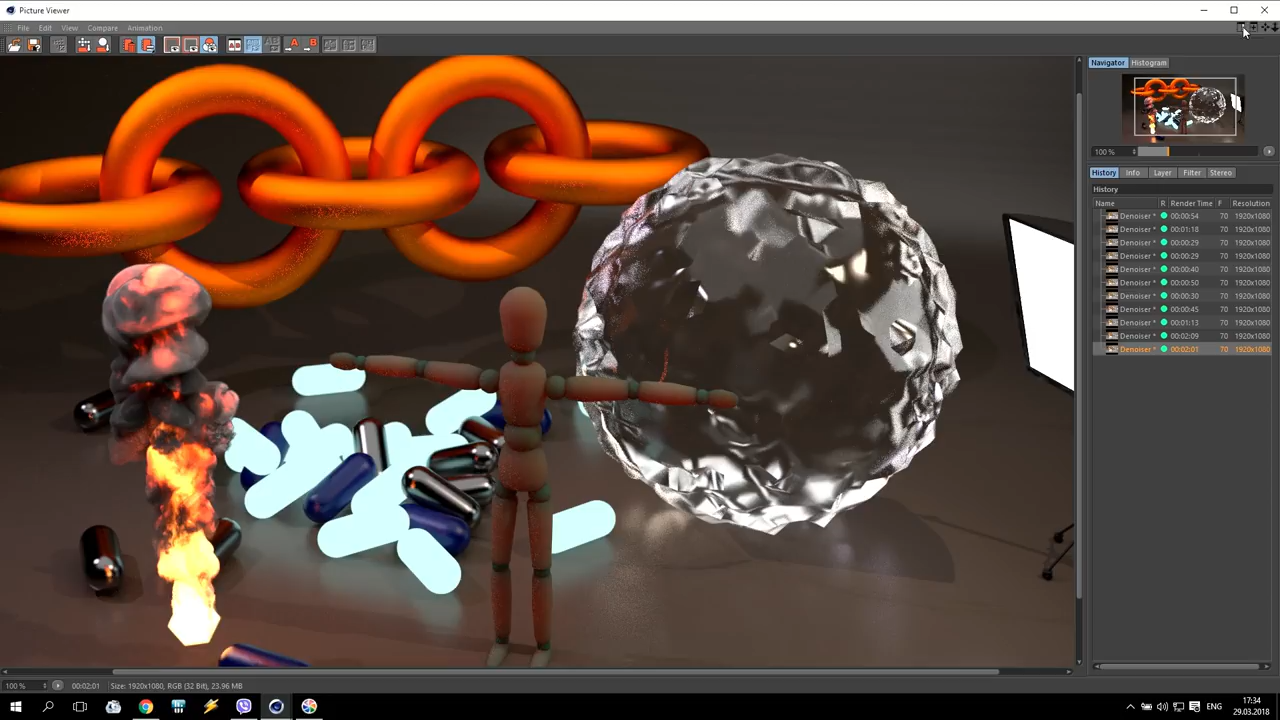 Picture Viewer
File Edit View Compare Animation
Navigator Histogram
100 %
History Info Layer Filter Stereo
History
Name R Render Time F Resolution
Denoiser * 00:00:54 70 1920x1080
Denoiser * 00:01:18 70 1920x1080
Denoiser * 00:00:29 70 1920x1080
Denoiser * 00:00:29 70 1920x1080
Denoiser * 00:00:40 70 1920x1080
Denoiser * 00:00:50 70 1920x1080
Denoiser * 00:00:30 70 1920x1080
Denoiser * 00:00:45 70 1920x1080
Denoiser * 00:01:13 70 1920x1080
Denoiser * 00:02:09 70 1920x1080
Denoiser * 00:02:01 70 1920x1080
100 % 00:02:01 Size: 1920x1080, RGB (32 Bit), 23.96 MB
ENG
17:34
29.03.2018